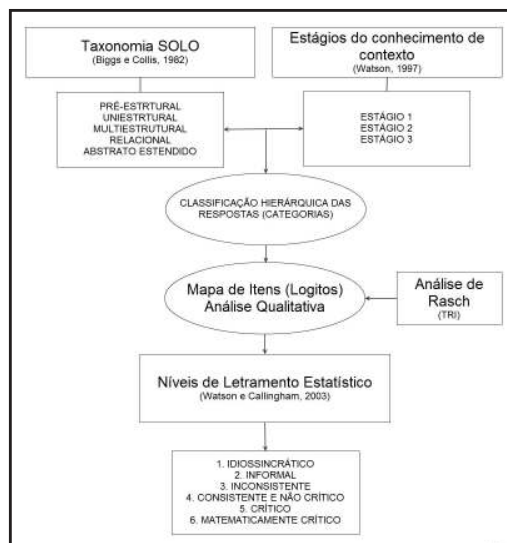 Taxonomia SOLO
(Biggs e Collis, 1982)
Estágios do conhecimento de
contexto
(Watson, 1997)
PRÉ-ESTRTURAL
UNIESTRTURAL
MULTIESTRUTURAL
RELACIONAL
ABSTRATO ESTENDIDO
ESTÁGIO 1
ESTÁGIO 2
ESTÁGIO 3
CLASSIFICAÇÃO HIERÁRQUICA DAS
RESPOSTAS (CATEGORIAS)
Mapa de Itens (Logitos)
Análise Qualitativa
Análise de
Rasch
(TRI)
Níveis de Letramento Estatístico
(Watson e Callingham, 2003)
1. IDIOSSINCRÁTICO
2. INFORMAL
3. INCONSISTENTE
4. CONSISTENTE E NÃO CRÍTICO
5. CRÍTICO
6. MATEMATICAMENTE CRÍTICO